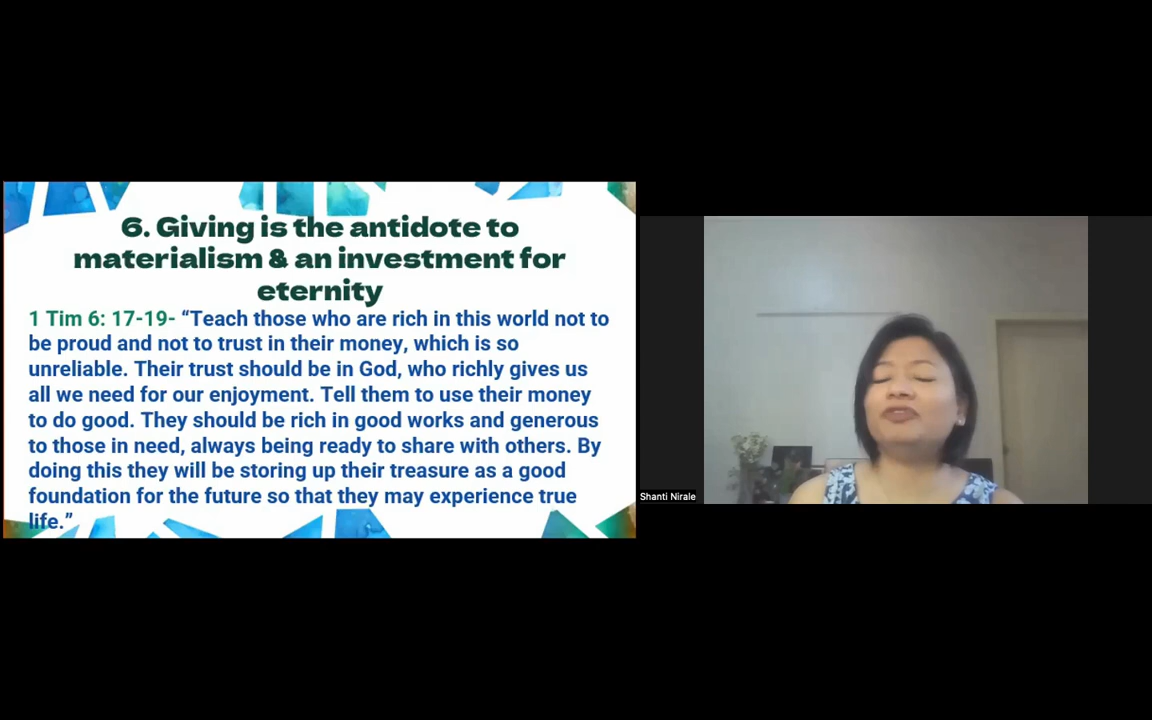 6. Giving is the antidote to
materialism & an investment for
eternity
1 Tim 6: 17-19- “Teach those who are rich in this world not to
be proud and not to trust in their money, which is so
unreliable. Their trust should be in God, who richly gives us
all we need for our enjoyment. Tell them to use their money
to do good. They should be rich in good works and generous
to those in need, always being ready to share with others. By
doing this they will be storing up their treasure as a good
foundation for the future so that they may experience true
life.”
Shanti Nirale